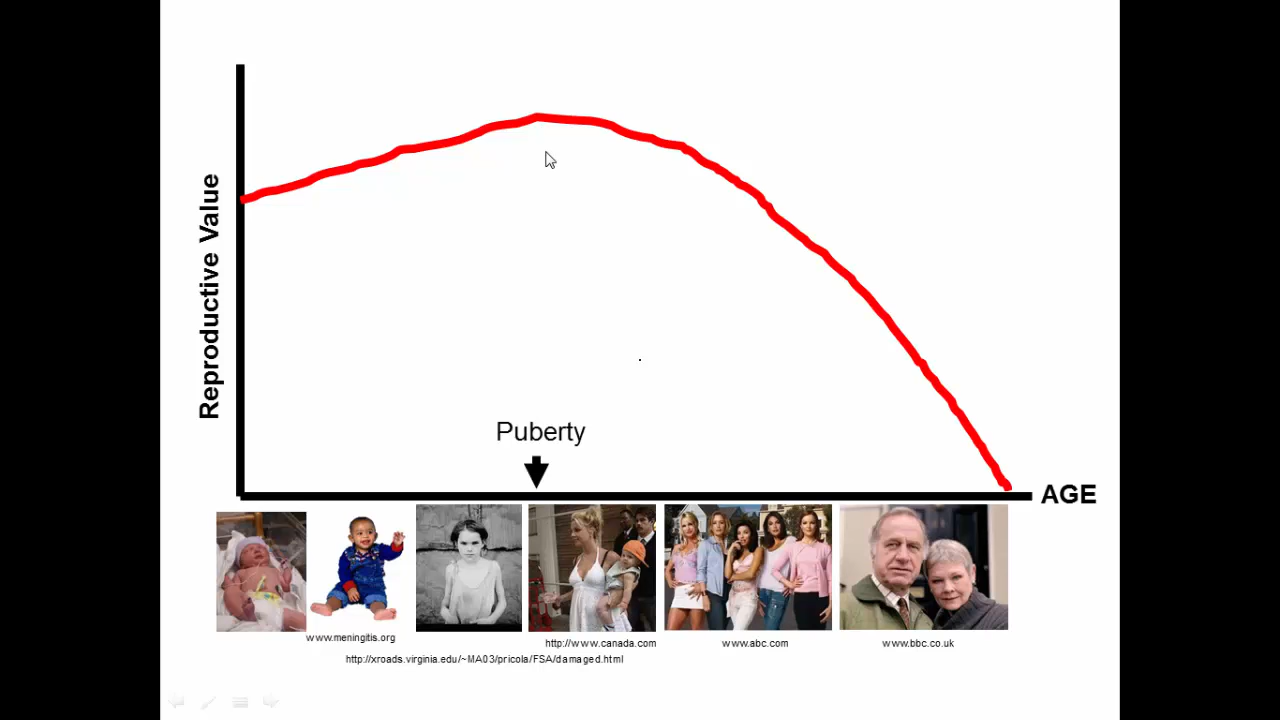 Reproductive Value
Puberty
AGE
www.meningitis.org
http://www.canada.com
www.abc.com
www.bbc.co.uk
http://xroads.virginia.edu/~MA03/pricola/FSA/damaged.html